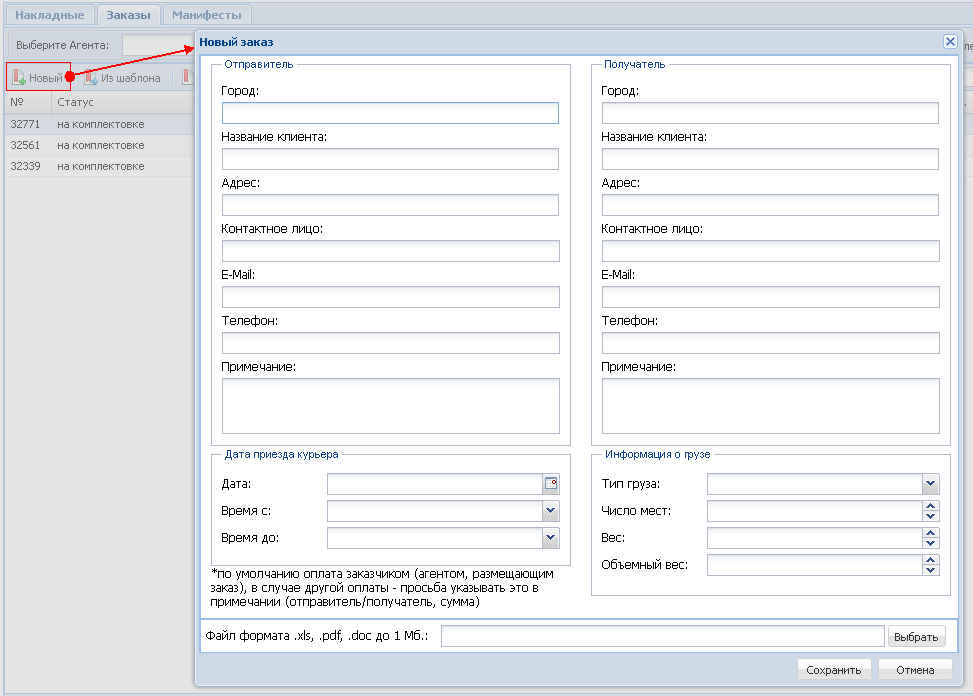 Накладные Заказы Манифесты
Выберите Агента:
Новый Из шаблона
№ Статус
32771 на комплектовке
32561 на комплектовке
32339 на комплектовке
Новый заказ
Отправитель
Город:
Название клиента:
Адрес:
Контактное лицо:
E-Mail:
Телефон:
Примечание:
Получатель
Город:
Название клиента:
Адрес:
Контактное лицо:
E-Mail:
Телефон:
Примечание:
Дата приезда курьера
Дата:
Время с:
Время до:
*по умолчанию оплата заказчиком (агентом, размещающим
заказ), в случае другой оплаты - просьба указывать это в
примечании (отправитель/получатель, сумма)
Информация о грузе
Тип груза:
Число мест:
Вес:
Объемный вес:
Файл формата .xls, .pdf, .doc до 1 Мб.: Выбрать
Сохранить Отмена